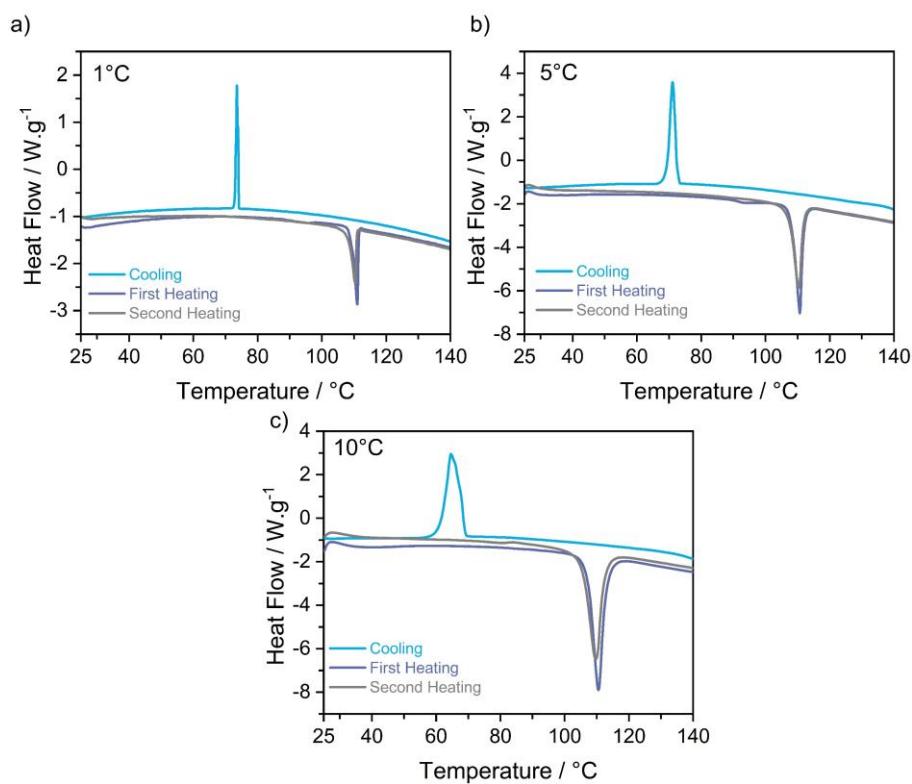 a)
1°C
2
1
0
-1
-2
-3
Heat Flow / W.g-1
Cooling
First Heating
Second Heating
25 40 60 80 100 120 140
Temperature / °C
b)
5°C
4
2
0
-2
-4
-6
-8
Heat Flow / W.g-1
Cooling
First Heating
Second Heating
25 40 60 80 100 120 140
Temperature / °C
c)
10°C
4
2
0
-2
-4
-6
-8
Heat Flow / W.g-1
Cooling
First Heating
Second Heating
25 40 60 80 100 120 140
Temperature / °C